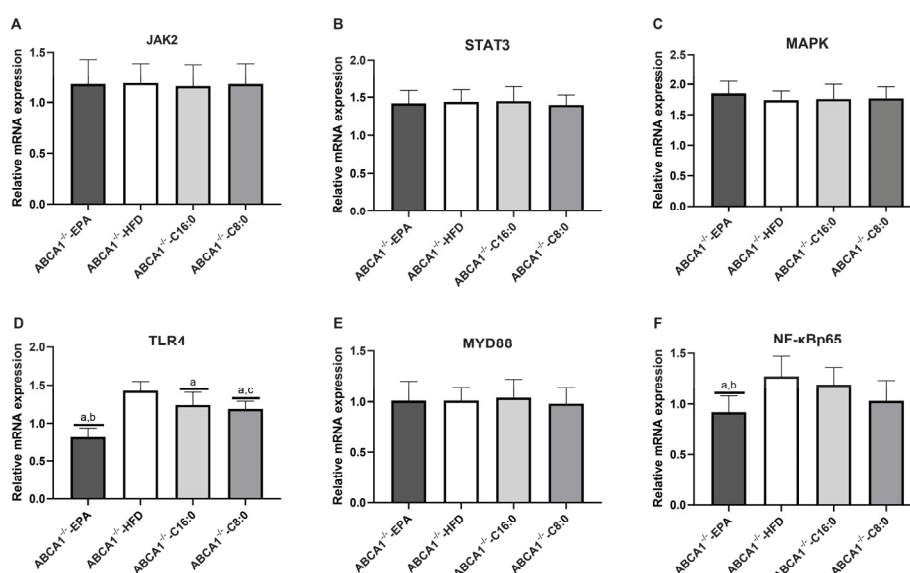 A
JAK2
Relative mRNA expression
1.5
1.0
0.5
0.0
ABCA1-/--EPA
ABCA1-/--HFD
ABCA1-/--C16:0
ABCA1-/--C8:0
B
STAT3
Relative mRNA expression
2.0
1.5
1.0
0.5
0.0
ABCA1-/--EPA
ABCA1-/--HFD
ABCA1-/--C16:0
ABCA1-/--C8:0
C
MAPK
Relative mRNA expression
2.5
2.0
1.5
1.0
0.5
0.0
ABCA1-/--EPA
ABCA1-/--HFD
ABCA1-/--C16:0
ABCA1-/--C8:0
D
TLR4
Relative mRNA expression
2.0
1.5
1.0
0.5
0.0
a,b
a
a,c
ABCA1-/--EPA
ABCA1-/--HFD
ABCA1-/--C16:0
ABCA1-/--C8:0
E
Relative mRNA expression
1.5
1.0
0.5
0.0
ABCA1-/--EPA
ABCA1-/--HFD
ABCA1-/--C16:0
ABCA1-/--C8:0
F
NF-κBp65
Relative mRNA expression
1.5
1.0
0.5
0.0
a,b
ABCA1-/--EPA
ABCA1-/--HFD
ABCA1-/--C16:0
ABCA1-/--C8:0